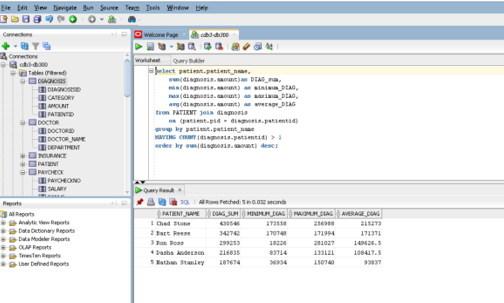 File Edit View Navigate Run Source Team Tools Window Help
Connections
Welcome Page
cdb3-db300
Worksheet Query Builder
Connections
cdb3-db300
Tables (Filtered)
DIAGNOSIS
DIAGNOSISID
CATEGORY
AMOUNT
PATIENTID
DOCTOR
DOCTORID
DOCTOR_NAME
DEPARTMENT
INSURANCE
PATIENT
PAYCHECK
PAYCHECKNO
SALARY
select patient.patient_name,
sum(diagnosis.amount)as DIAG_sum,
min(diagnosis.amount) as minimum_DIAG,
max(diagnosis.amount) as maximum_DIAG,
avg(diagnosis.amount) as average_DIAG
from PATIENT join diagnosis
on (patient.pid = diagnosis.patientid)
group by patient.patient_name
HAVING COUNT(diagnosis.patientid) > 1
order by sum(diagnosis.amount) desc;
Reports
All Reports
Analytic View Reports
Data Dictionary Reports
Data Modeler Reports
OLAP Reports
TimesTen Reports
User Defined Reports
Query Result
SQL | All Rows Fetched: 5 in 0.032 seconds
PATIENT_NAME DIAG_SUM MINIMUM_DIAG MAXIMUM_DIAG AVERAGE_DIAG
1 Chad Stone 430546 173558 256988 215273
2 Bart Reese 342742 170748 171994 171371
3 Ron Ross 299253 18226 281027 149626.5
4 Dasha Anderson 216835 83714 133121 108417.5
5 Nathan Stanley 187674 36934 150740 93837